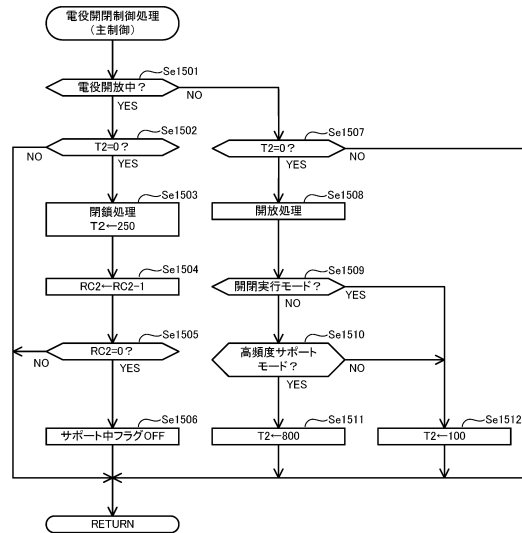 電役開閉制御処理
（主制御）
Se1501
電役開放中？
NO
YES
Se1502
T2=0？
NO
YES
Se1503
閉鎖処理
T2←250
Se1504
RC2←RC2-1
Se1505
RC2=0？
NO
YES
Se1506
サポート中フラグOFF
Se1507
T2=0？
NO
YES
Se1508
開放処理
Se1509
開閉実行モード？
YES
NO
Se1510
高頻度サポート
モード？
NO
YES
Se1511
T2←800
Se1512
T2←100
RETURN